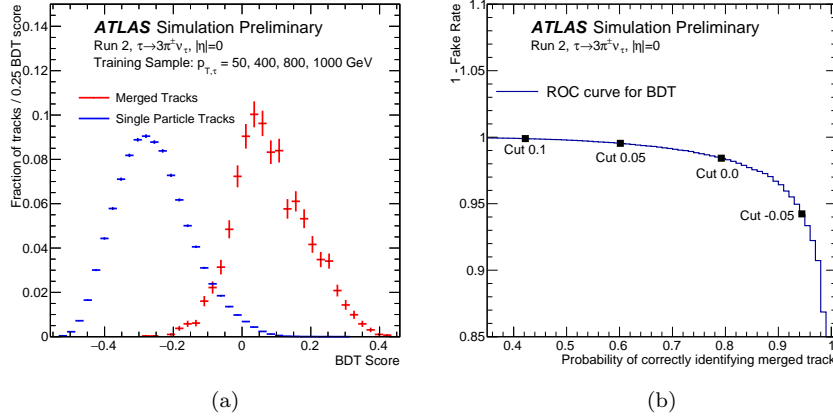 Fraction of tracks / 0.25 BDT score
0.14
0.12
0.1
0.08
0.06
0.04
0.02
0
ATLAS Simulation Preliminary
Run 2, τ→3π±ντ, |η|=0
Training Sample: pT,τ = 50, 400, 800, 1000 GeV
Merged Tracks
Single Particle Tracks
−0.4 −0.2 0 0.2 0.4
BDT Score
(a)
1 - Fake Rate
1.1
1.05
1
0.95
0.9
0.85
ATLAS Simulation Preliminary
Run 2, τ→3π±ντ, |η|=0
ROC curve for BDT
Cut 0.1
Cut 0.05
Cut 0.0
Cut -0.05
0.4 0.5 0.6 0.7 0.8 0.9 1
Probability of correctly identifying merged track
(b)